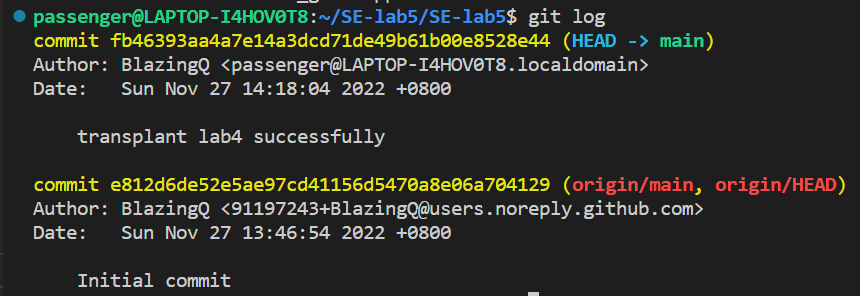 passenger@LAPTOP-I4HOV0T8:~/SE-lab5/SE-lab5$ git log
commit fb46393aa4a7e14a3dcd71de49b61b00e8528e44 (HEAD -> main)
Author: BlazingQ <passenger@LAPTOP-I4HOV0T8.localdomain>
Date:   Sun Nov 27 14:18:04 2022 +0800
    transplant lab4 successfully
commit e812d6de52e5ae97cd41156d5470a8e06a704129 (origin/main, origin/HEAD)
Author: BlazingQ <91197243+BlazingQ@users.noreply.github.com>
Date:   Sun Nov 27 13:46:54 2022 +0800
    Initial commit